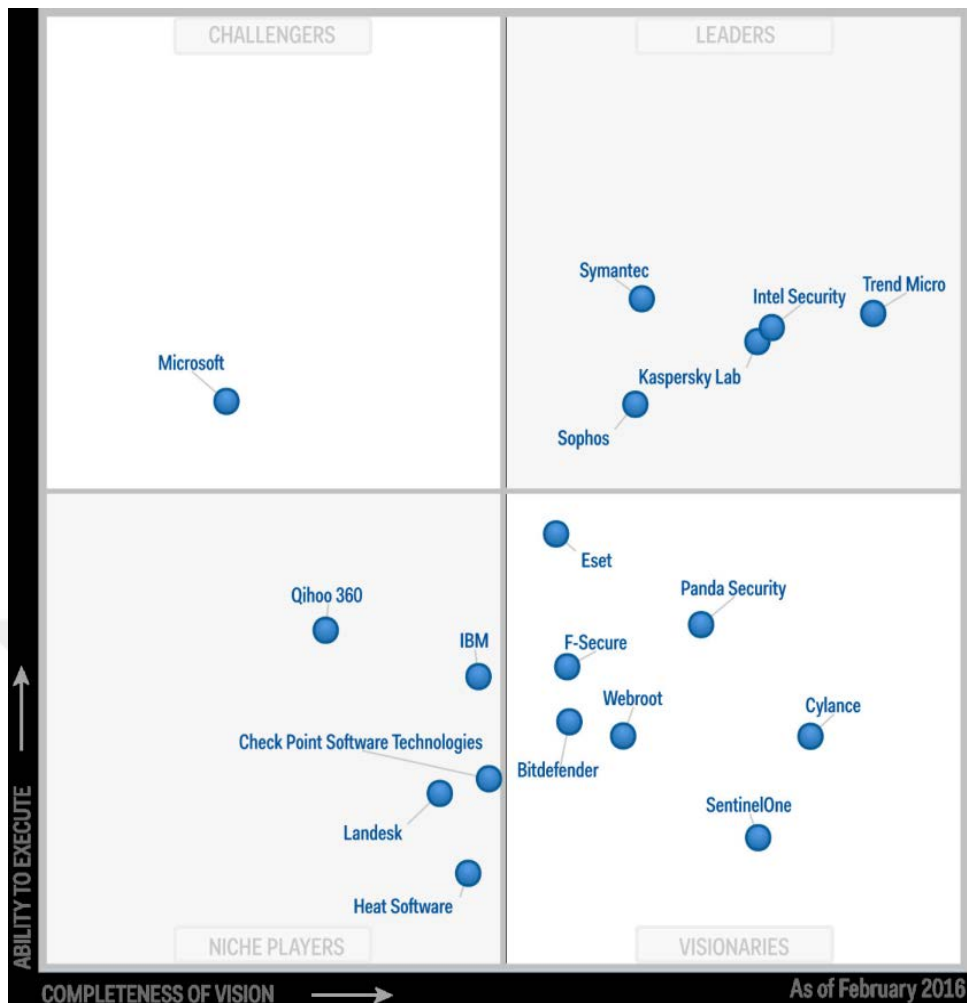 CHALLENGERS
LEADERS
Symantec
Intel Security
Trend Micro
Microsoft
Kaspersky Lab
Sophos
Eset
Qihoo 360
Panda Security
IBM
F-Secure
Webroot
Cylance
Check Point Software Technologies
Bitdefender
SentinelOne
Landesk
Heat Software
NICHE PLAYERS
VISIONARIES
ABILITY TO EXECUTE
COMPLETENESS OF VISION
As of February 2016